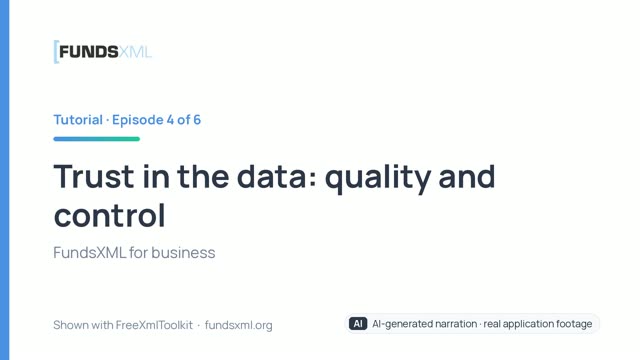 FUNDSXML
Tutorial · Episode 4 of 6
Trust in the data: quality and
control
FundsXML for business
Shown with FreeXmlToolkit · fundsxml.org
AI AI-generated narration · real application footage